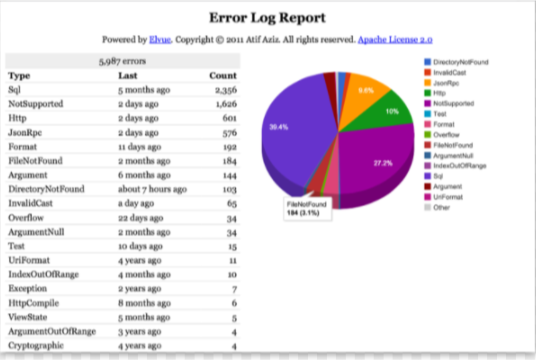 Error Log Report
Powered by Elvue. Copyright © 2011 Atif Aziz. All rights reserved. Apache License 2.0
5,987 errors
Type Last Count
Sql 5 months ago 2,356
NotSupported 2 days ago 1,626
Http 2 days ago 601
JsonRpc 2 days ago 576
Format 11 days ago 192
FileNotFound 2 months ago 184
Argument 6 months ago 144
DirectoryNotFound about 7 hours ago 103
InvalidCast a day ago 65
Overflow 22 days ago 34
ArgumentNull 2 months ago 34
Test 10 days ago 15
UriFormat 4 years ago 11
IndexOutOfRange 4 months ago 10
Exception 2 years ago 7
HttpCompile 8 months ago 6
ViewState 5 months ago 5
ArgumentOutOfRange 3 years ago 4
Cryptographic 4 years ago 4
9.6%
10%
39.4%
27.2%
FileNotFound
184 (3.1%)
DirectoryNotFound
InvalidCast
JsonRpc
Http
NotSupported
Test
Format
Overflow
FileNotFound
ArgumentNull
IndexOutOfRange
Sql
Argument
UriFormat
Other